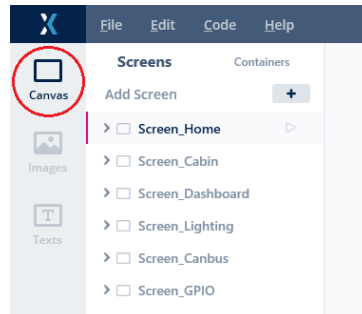 File Edit Code Help
Screens Containers
Canvas
Add Screen +
Screen_Home
Images
Screen_Cabin
Screen_Dashboard
Texts
Screen_Lighting
Screen_Canbus
Screen_GPIO